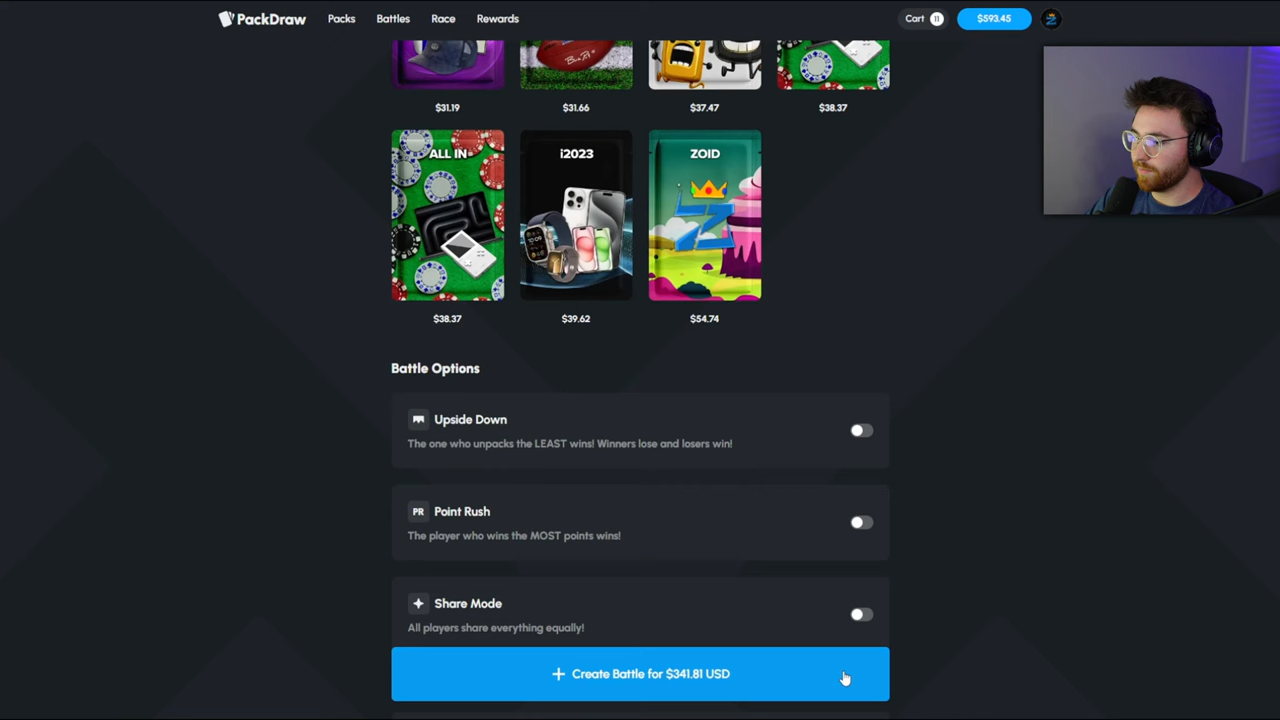 PackDraw Packs Battles Race Rewards Cart 11 $593.45
$31.19 $31.66 $37.47 $38.37
ALL IN i2023 ZOID
$38.37 $39.62 $54.74
Battle Options
Upside Down
The one who unpacks the LEAST wins! Winners lose and losers win!
PR Point Rush
The player who wins the MOST points wins!
Share Mode
All players share everything equally!
+ Create Battle for $341.81 USD